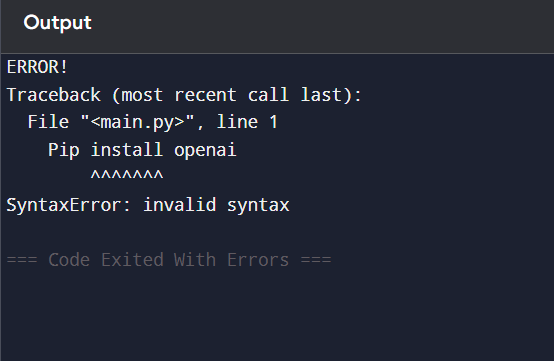 Output
ERROR!
Traceback (most recent call last):
  File "<main.py>", line 1
    Pip install openai
        ^^^^^^^
SyntaxError: invalid syntax
=== Code Exited With Errors ===